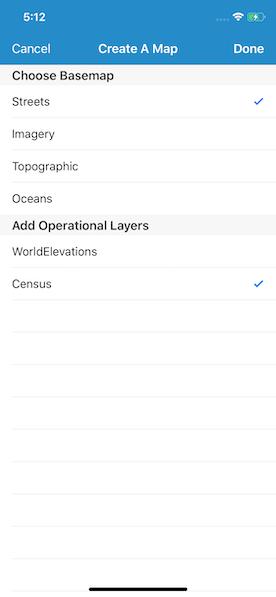 5:12
Cancel Create A Map Done
Choose Basemap
Streets
Imagery
Topographic
Oceans
Add Operational Layers
WorldElevations
Census